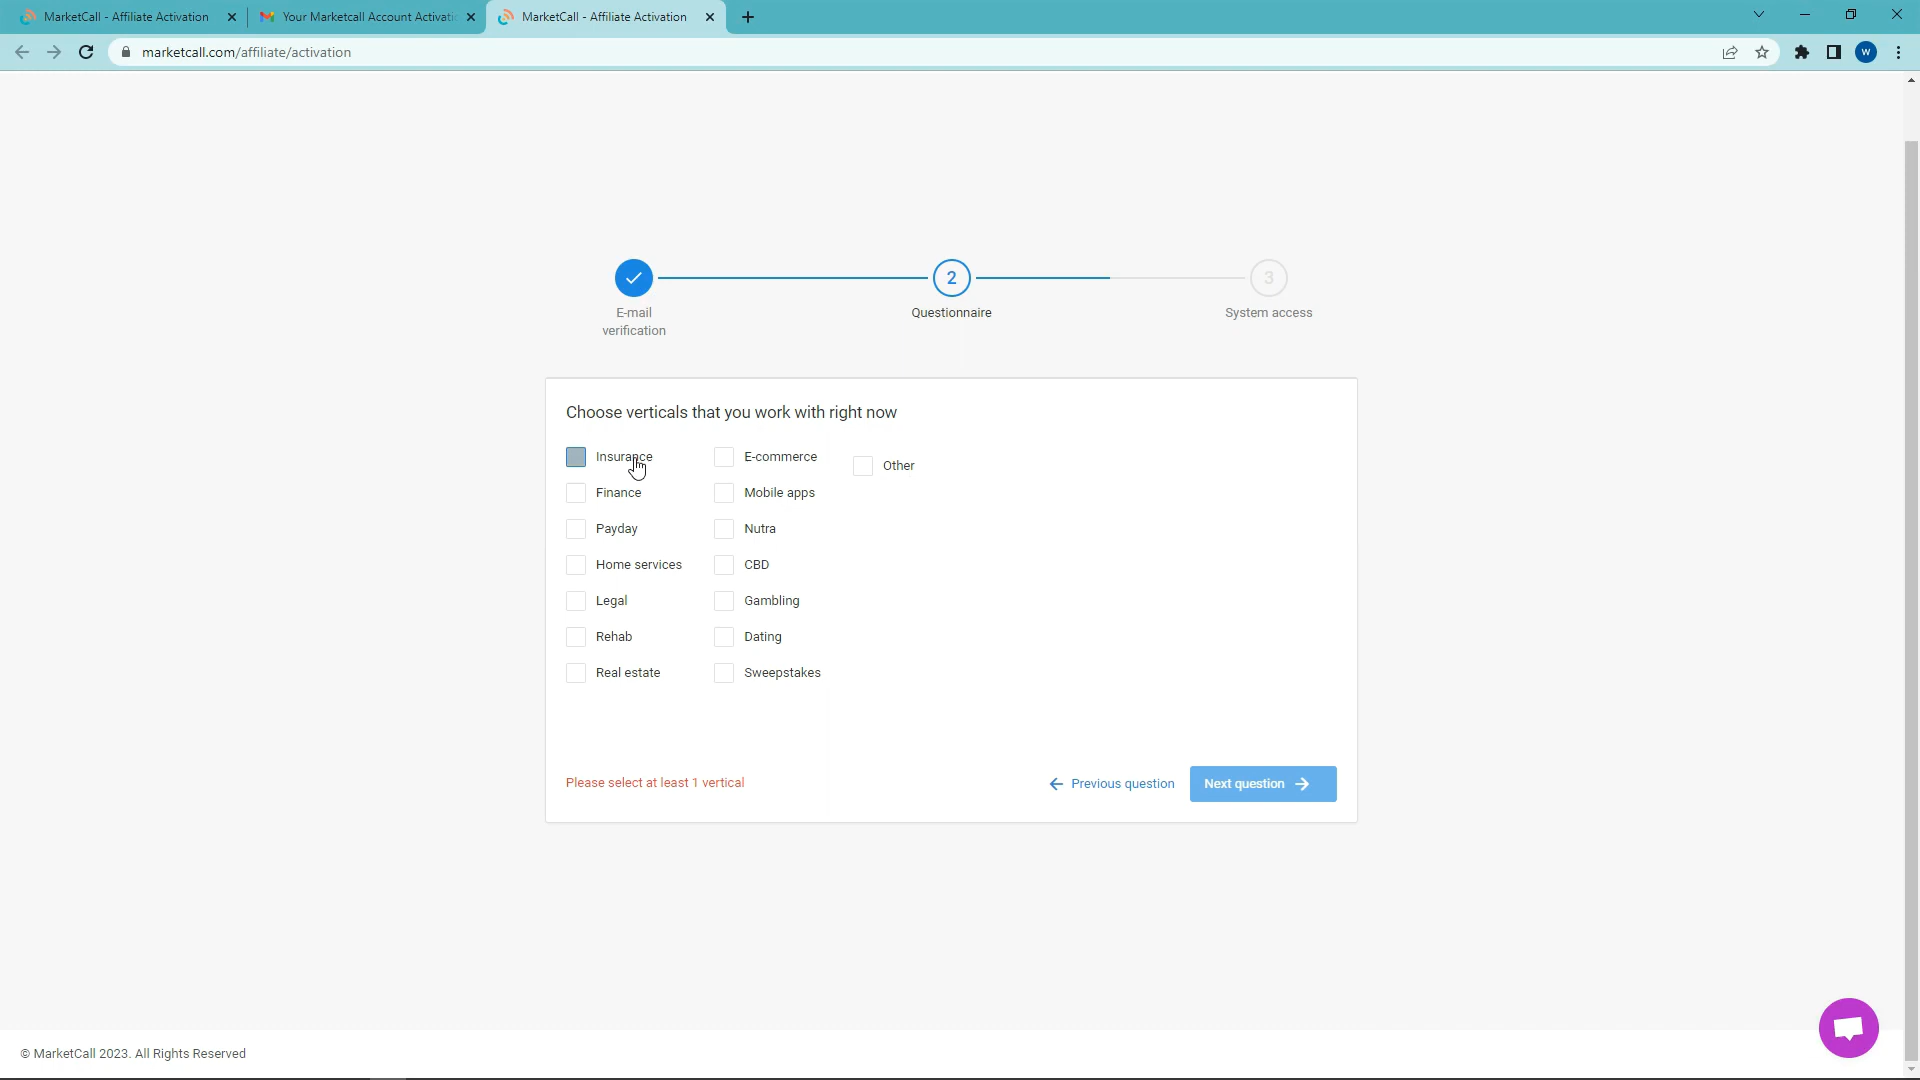 MarketCall - Affiliate Activation
Your Marketcall Account Activati
MarketCall - Affiliate Activation
marketcall.com/affiliate/activation
W
2
3
E-mail
verification
Questionnaire
System access
Choose verticals that you work with right now
Insurance
E-commerce
Other
Finance
Mobile apps
Payday
Nutra
Home services
CBD
Legal
Gambling
Rehab
Dating
Real estate
Sweepstakes
Please select at least 1 vertical
Previous question
Next question
© MarketCall 2023. All Rights Reserved